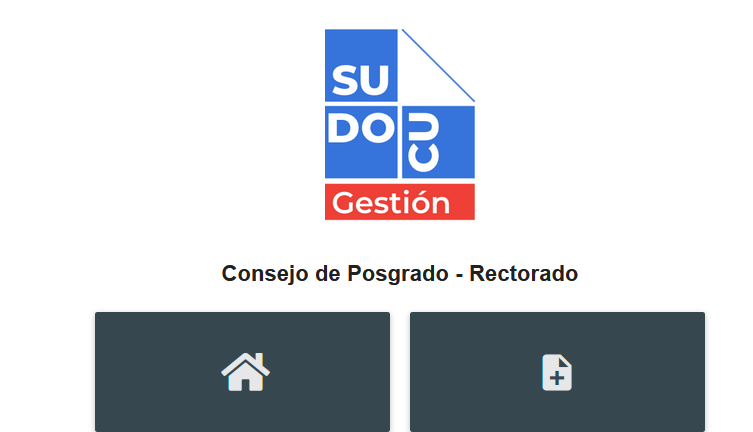 SU
DO
CU
Gestión
Consejo de Posgrado - Rectorado